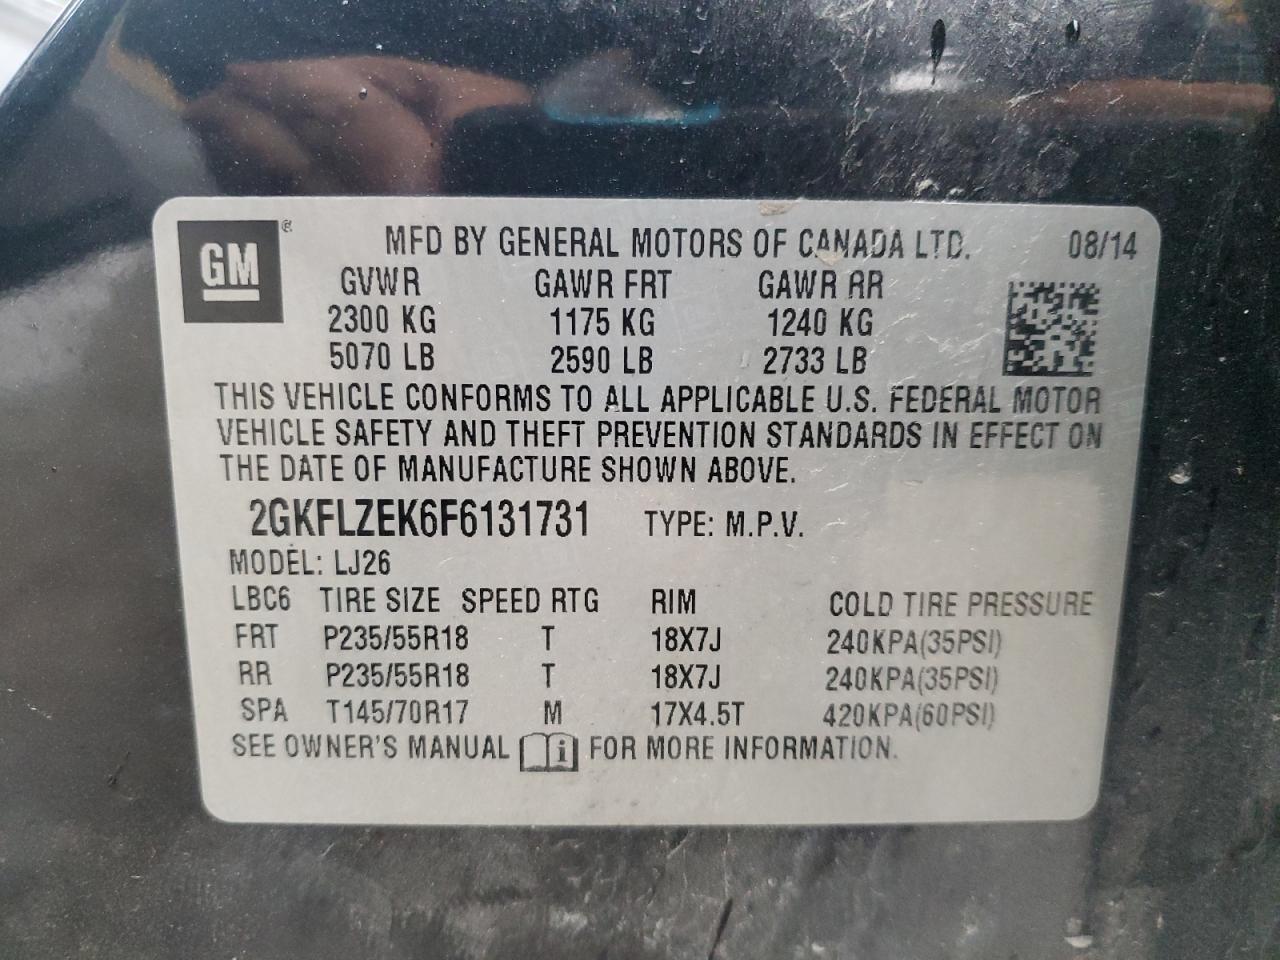 GM ®
MFD BY GENERAL MOTORS OF CANADA LTD. 08/14
GVWR GAWR FRT GAWR RR
2300 KG 1175 KG 1240 KG
5070 LB 2590 LB 2733 LB
THIS VEHICLE CONFORMS TO ALL APPLICABLE U.S. FEDERAL MOTOR
VEHICLE SAFETY AND THEFT PREVENTION STANDARDS IN EFFECT ON
THE DATE OF MANUFACTURE SHOWN ABOVE.
2GKFLZEK6F6131731 TYPE: M.P.V.
MODEL: LJ26
LBC6 TIRE SIZE SPEED RTG RIM COLD TIRE PRESSURE
FRT P235/55R18 T 18X7J 240KPA(35PSI)
RR P235/55R18 T 18X7J 240KPA(35PSI)
SPA T145/70R17 M 17X4.5T 420KPA(60PSI)
SEE OWNER'S MANUAL i FOR MORE INFORMATION.